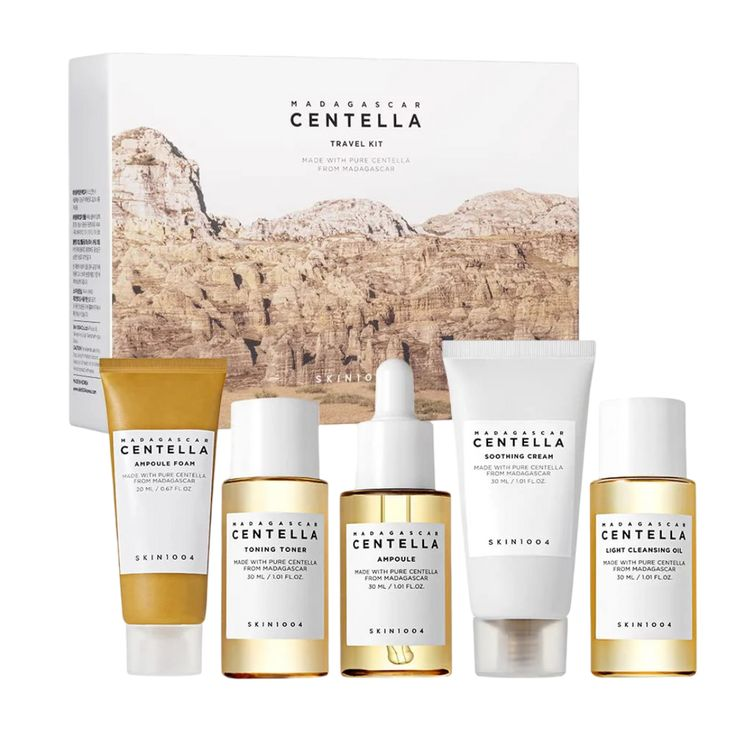 MADAGASCAR
CENTELLA
TRAVEL KIT
MADE WITH PURE CENTELLA
FROM MADAGASCAR
SKIN1004
MADAGASCAR
CENTELLA
AMPOULE FOAM
MADE WITH PURE CENTELLA
FROM MADAGASCAR
20 ML / 0.67 FL.OZ
SKIN1004
MADAGASCAR
CENTELLA
TONING TONER
MADE WITH PURE CENTELLA
FROM MADAGASCAR
30 ML / 1.01 FL.OZ.
SKIN1004
MADAGASCAR
CENTELLA
AMPOULE
MADE WITH PURE CENTELLA
FROM MADAGASCAR
30 ML / 1.01 FL.OZ.
SKIN1004
MADAGASCAR
CENTELLA
SOOTHING CREAM
MADE WITH PURE CENTELLA
FROM MADAGASCAR
30 ML / 1.01 FL.OZ.
SKIN1004
MADAGASCAR
CENTELLA
LIGHT CLEANSING OIL
MADE WITH PURE CENTELLA
FROM MADAGASCAR
30 ML / 1.01 FL.OZ.
SKIN1004